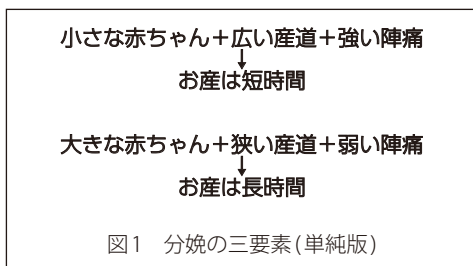 小さな赤ちゃん＋広い産道＋強い陣痛
↓
お産は短時間
大きな赤ちゃん＋狭い産道＋弱い陣痛
↓
お産は長時間
図1　分娩の三要素(単純版)